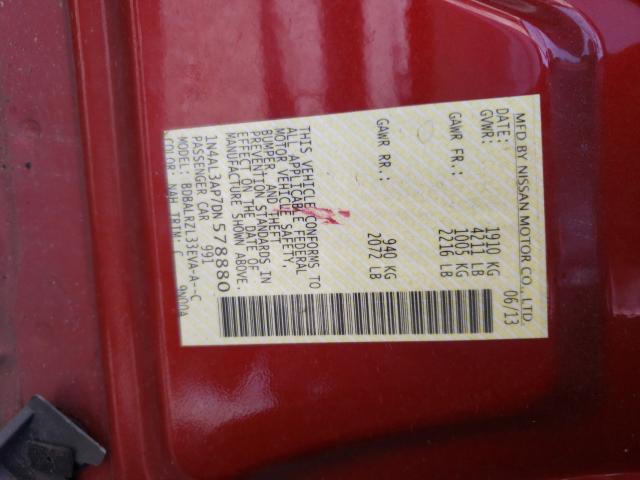 MFD BY NISSAN MOTOR CO., LTD.
DATE: 06/13
GVWR: 1910 KG
4211 LB
GAWR FR.: 1005 KG
2216 LB
GAWR RR.: 940 KG
2072 LB
THIS VEHICLE CONFORMS TO
ALL APPLICABLE FEDERAL
MOTOR VEHICLE SAFETY,
BUMPER, AND THEFT
PREVENTION STANDARDS IN
EFFECT ON THE DATE OF
MANUFACTURE SHOWN ABOVE.
1N4AL3AP7DN578880
PASSENGER CAR 991
MODEL: BDBALRZL33EVA-A--C
COLOR: NAH TRIM: C 9N00A